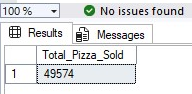 100 % No issues found
Results Messages
Total_Pizza_Sold
1 49574